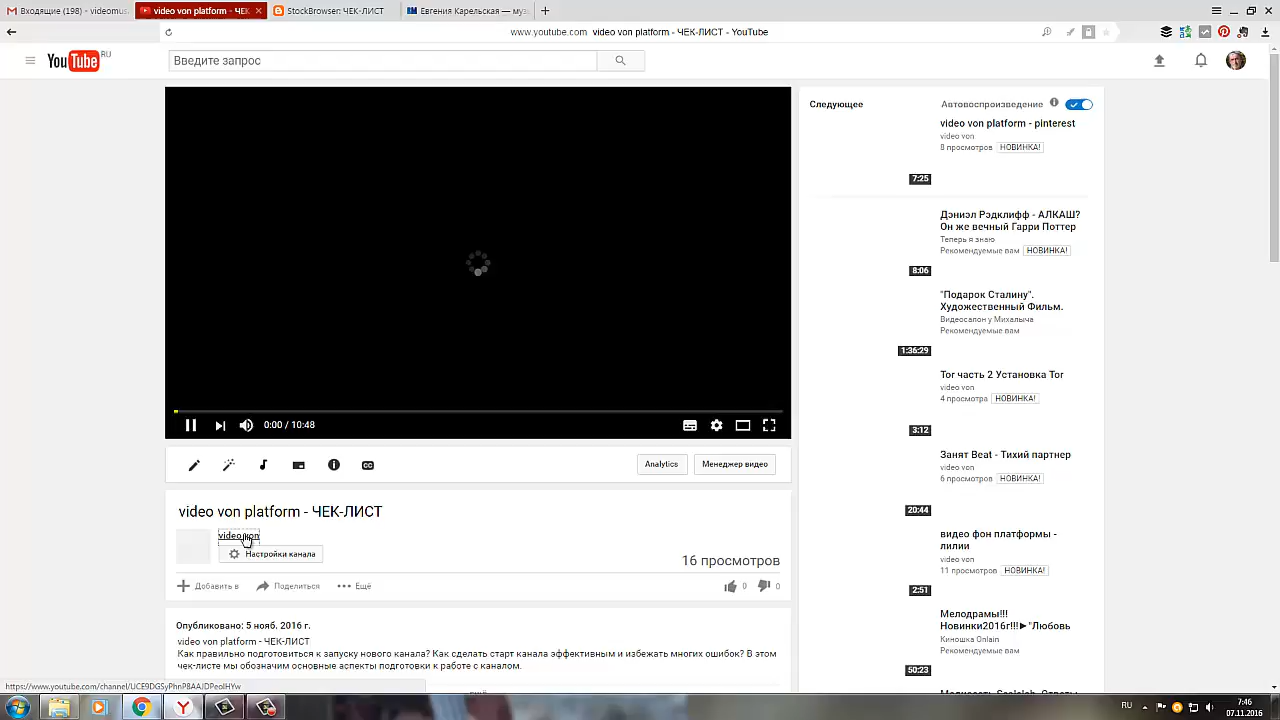 Входящие (198) - videomus
video von platform - ЧЕК
StockBrowser: ЧЕК-ЛИСТ
Евгения Карельская — муз
www.youtube.com video von platform - ЧЕК-ЛИСТ - YouTube
YouTube RU
Введите запрос
0:00 / 10:48
Analytics
Менеджер видео
video von platform - ЧЕК-ЛИСТ
video von
Настройки канала
16 просмотров
Добавить в
Поделиться
Ещё
0
0
Опубликовано: 5 нояб. 2016 г.
video von platform - ЧЕК-ЛИСТ
Как правильно подготовиться к запуску нового канала? Как сделать старт канала эффективным и избежать многих ошибок? В этом
чек-листе мы обозначим основные аспекты подготовки к работе с каналом.
Следующее
Автовоспроизведение
video von platform - pinterest
video von
8 просмотров НОВИНКА!
7:25
Дэниэл Рэдклифф - АЛКАШ?
Он же вечный Гарри Поттер
Теперь я знаю
Рекомендуемые вам НОВИНКА!
8:06
"Подарок Сталину".
Художественный Фильм.
Видеосалон у Михалыча
Рекомендуемые вам
1:36:29
Tor часть 2 Установка Tor
video von
4 просмотра НОВИНКА!
3:12
Занят Beat - Тихий партнер
video von
6 просмотров НОВИНКА!
20:44
видео фон платформы -
лилии
video von
11 просмотров НОВИНКА!
2:51
Мелодрамы!!!
Новинки2016г!!!►"Любовь
Киношка Onlain
Рекомендуемые вам
50:23
RU
7:46
07.11.2016